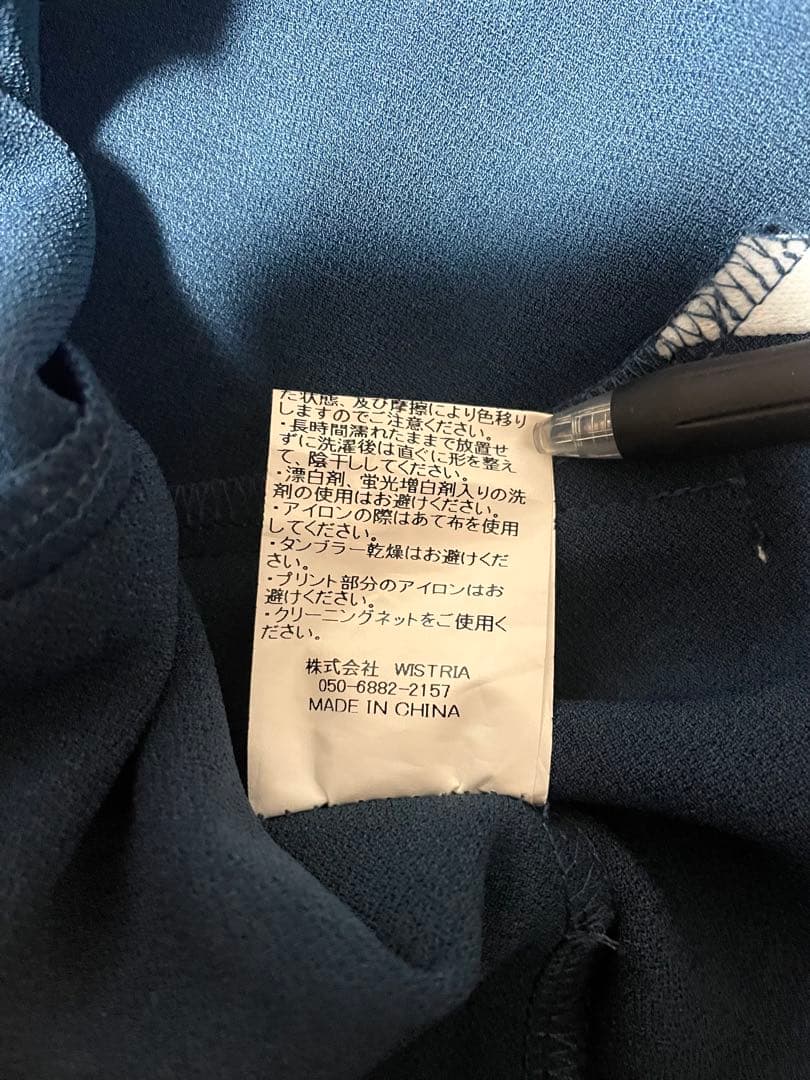 た状態、及び摩擦により色移り
しますのでご注意ください。
・長時間濡れたままで放置せ
ずに洗濯後は直ぐに形を整え
て、陰干ししてください。
・漂白剤、蛍光増白剤入りの洗
剤の使用はお避けください。
・アイロンの際はあて布を使用
してください。
・タンブラー乾燥はお避けくだ
さい。
・プリント部分のアイロンはお
避けください。
・クリーニングネットをご使用く
ださい。
株式会社 WISTRIA
050-6882-2157
MADE IN CHINA